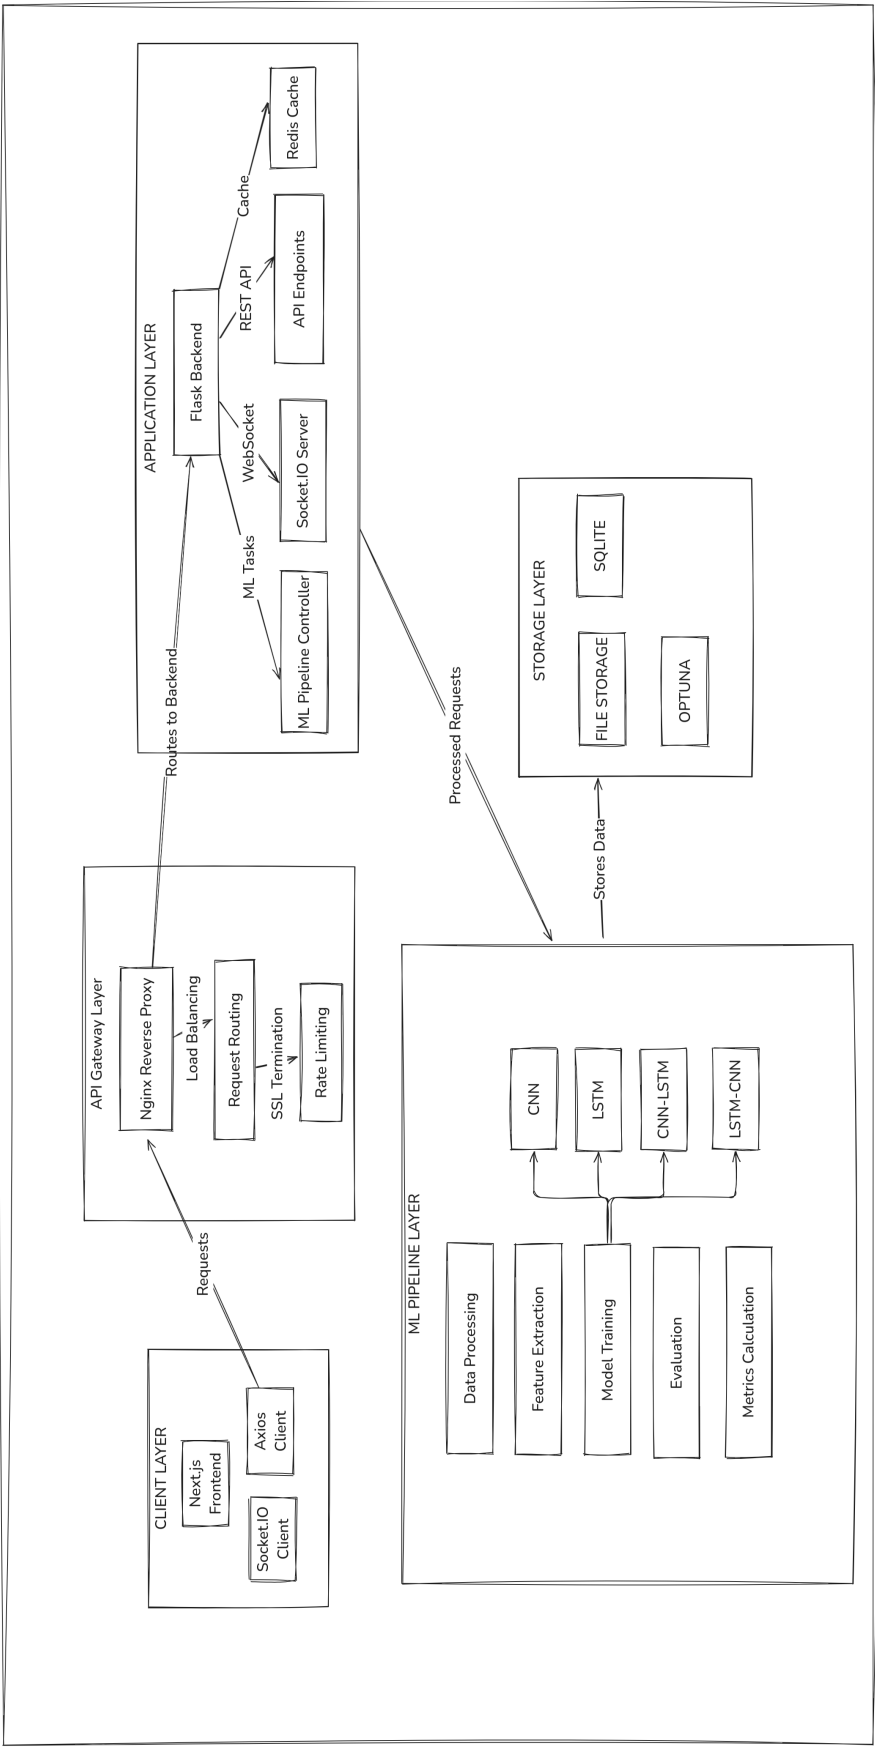 CLIENT LAYER
Next.js
Frontend
Socket.IO
Client
Axios
Client
Requests
API Gateway Layer
Nginx Reverse Proxy
Load Balancing
Request Routing
SSL Termination
Rate Limiting
Routes to Backend
APPLICATION LAYER
Flask Backend
ML Tasks
WebSocket
REST API
Cache
ML Pipeline Controller
Socket.IO Server
API Endpoints
Redis Cache
Processed Requests
ML PIPELINE LAYER
Data Processing
Feature Extraction
Model Training
Evaluation
Metrics Calculation
CNN
LSTM
CNN-LSTM
LSTM-CNN
Stores Data
STORAGE LAYER
FILE STORAGE
SQLITE
OPTUNA